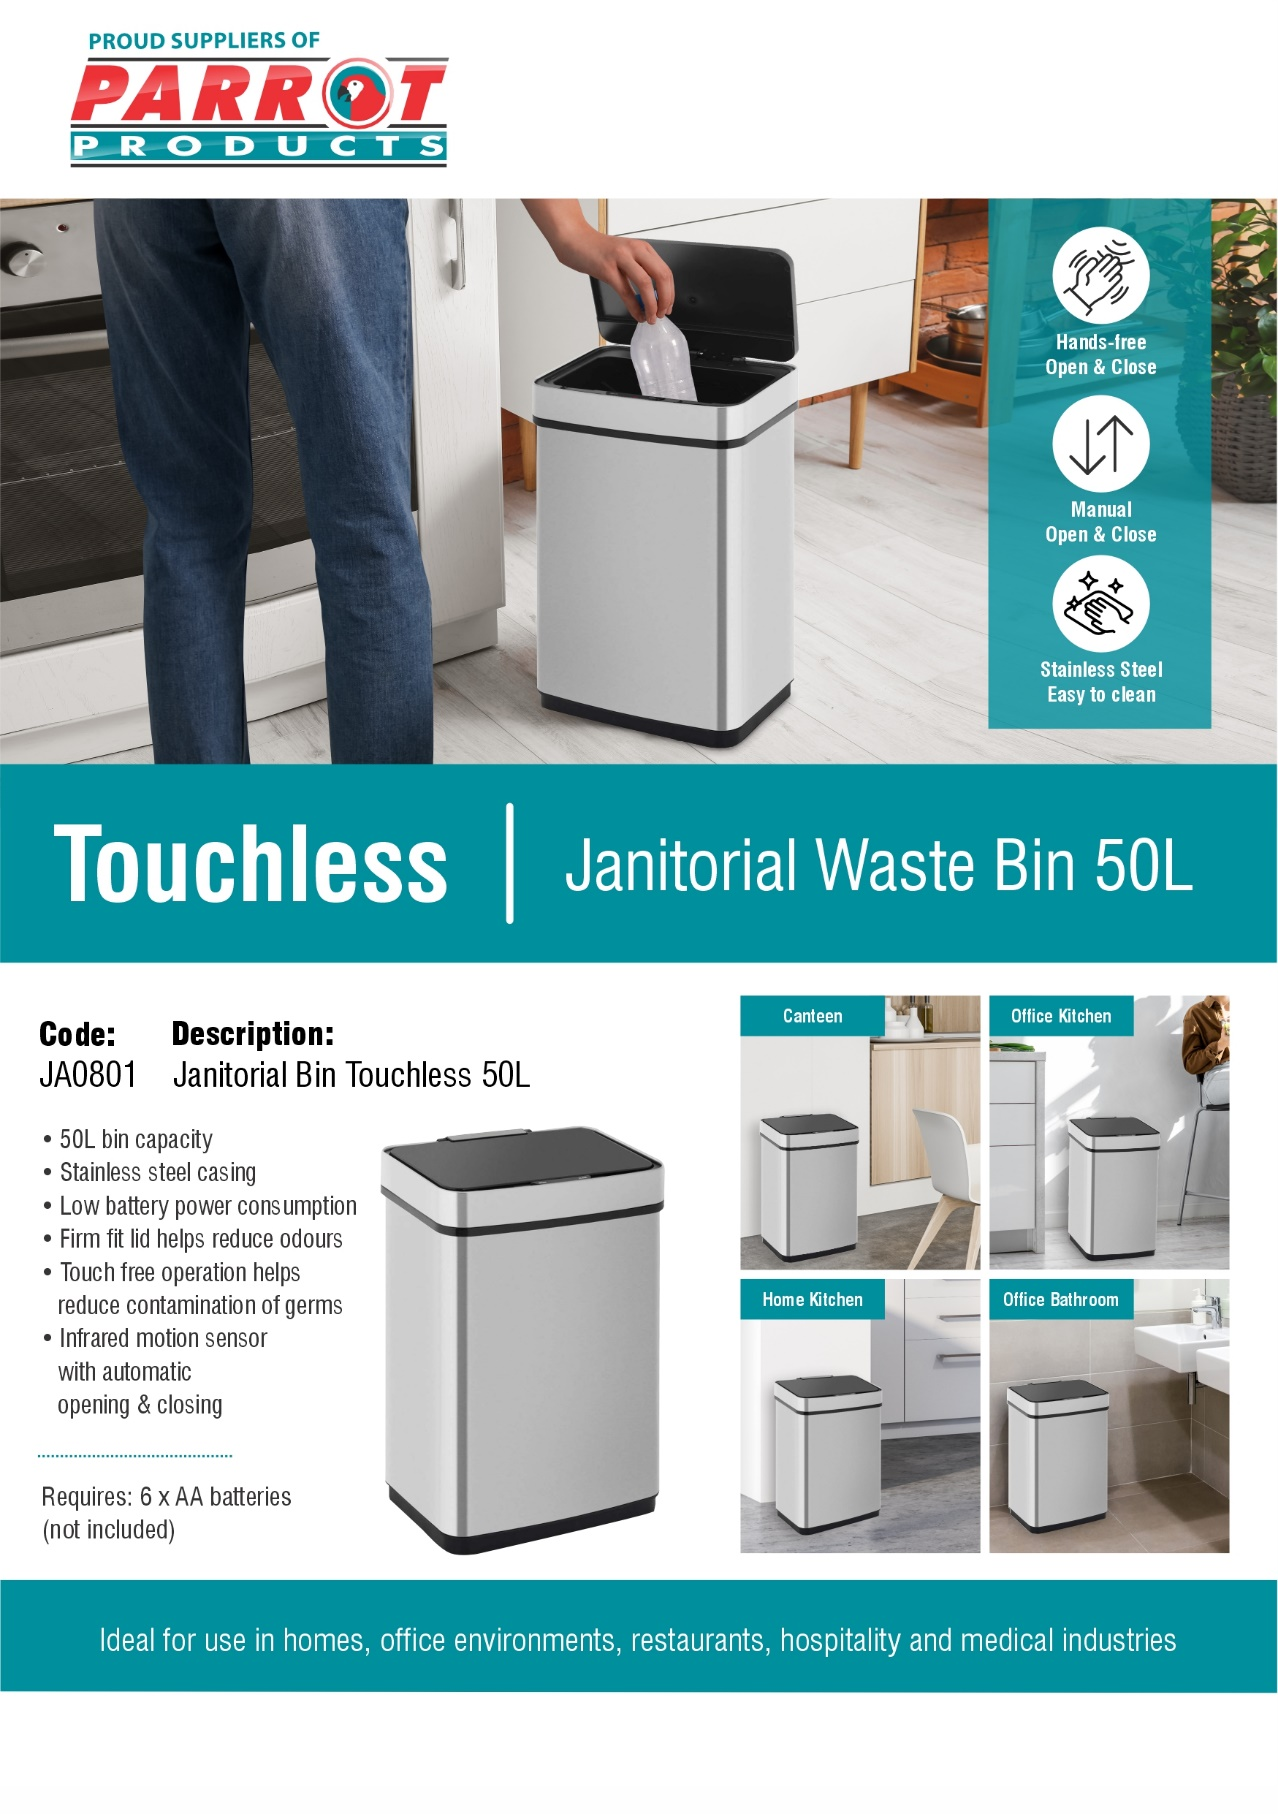 PROUD SUPPLIERS OF
PARROT
PRODUCTS
Hands-free
Open & Close
Manual
Open & Close
Stainless Steel
Easy to clean
Touchless
Janitorial Waste Bin 50L
Code: Description:
JA0801 Janitorial Bin Touchless 50L
• 50L bin capacity
• Stainless steel casing
• Low battery power consumption
• Firm fit lid helps reduce odours
• Touch free operation helps
reduce contamination of germs
• Infrared motion sensor
with automatic
opening & closing
Requires: 6 x AA batteries
(not included)
Canteen
Office Kitchen
Home Kitchen
Office Bathroom
Ideal for use in homes, office environments, restaurants, hospitality and medical industries